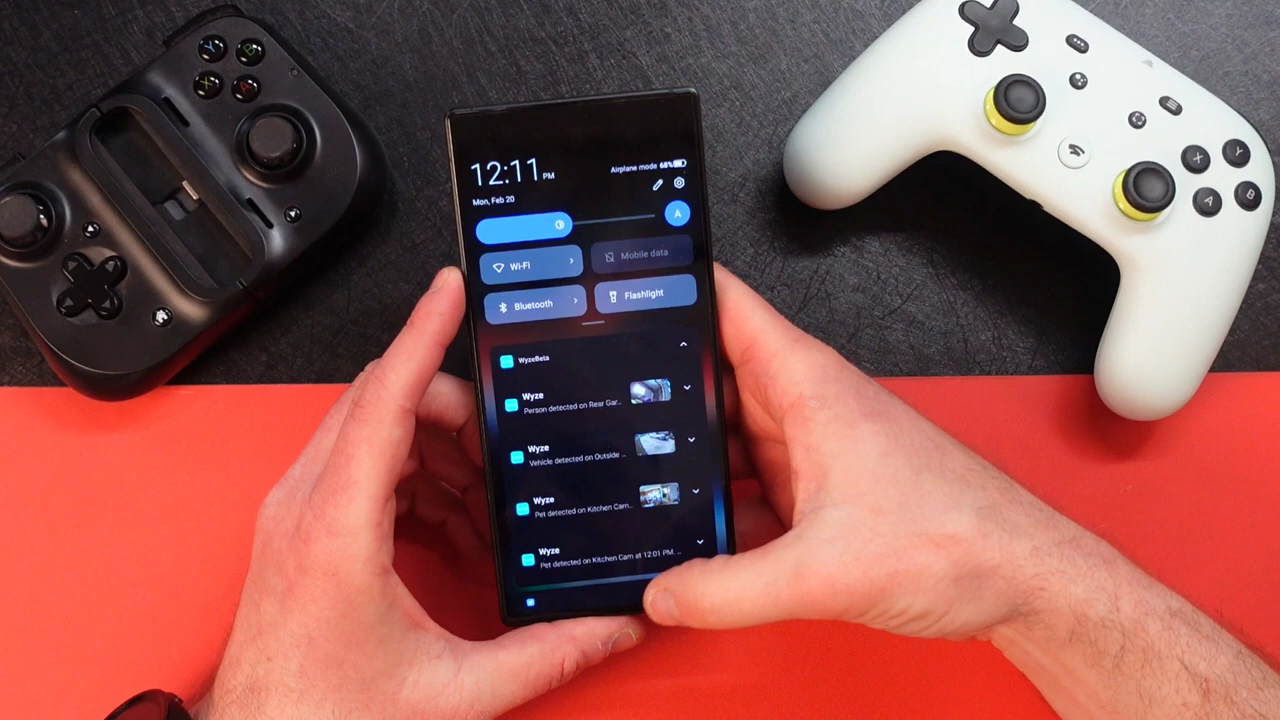 Y
B
X
A
12:11 PM
Airplane mode 68%
Mon, Feb 20
A
Wi-Fi
Mobile data
Bluetooth
Flashlight
WyzeBeta
Wyze
Person detected on Rear Gar...
Wyze
Vehicle detected on Outside ...
Wyze
Pet detected on Kitchen Cam...
Wyze
Pet detected on Kitchen Cam at 12:01 PM. ...
Y
X
B
A